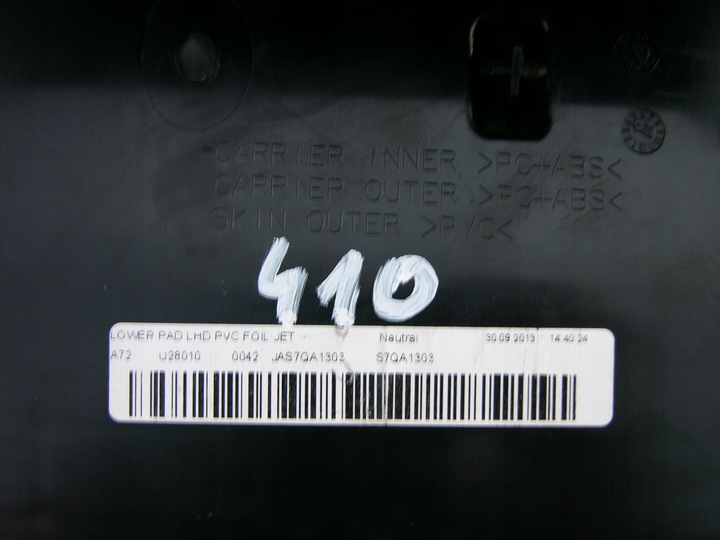 CARRIER-INNER >PC+ABS<
CARRIER OUTER >PC+ABS<
SKIN OUTER >PVC<
410
LOWER PAD LHD PVC FOIL JET Neutral 30.09.2013 14:40:24
A72 U28010 0042 JAS7QA1303 S7QA1303